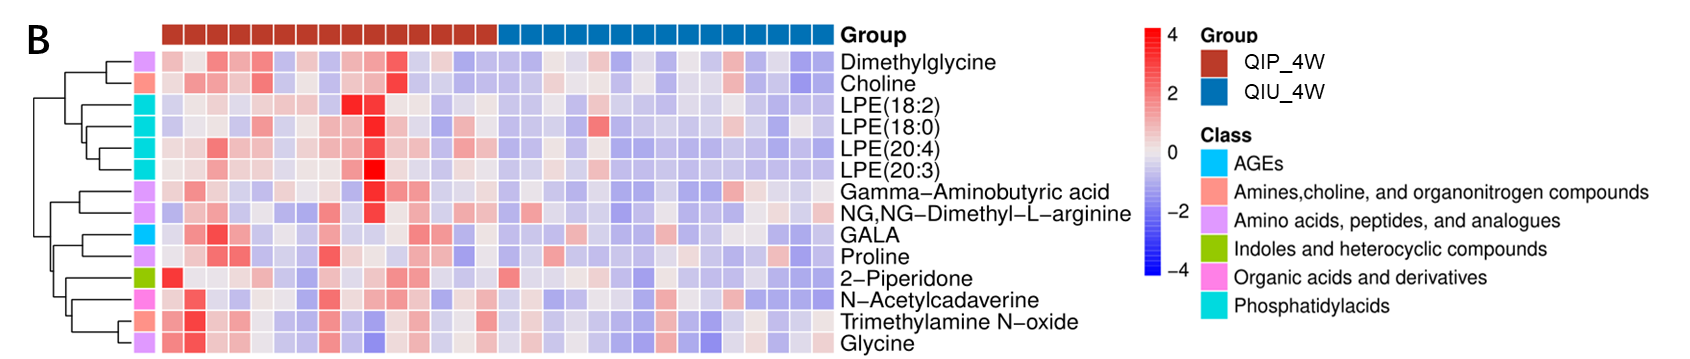 B
Group
Dimethylglycine
Choline
LPE(18:2)
LPE(18:0)
LPE(20:4)
LPE(20:3)
Gamma−Aminobutyric acid
NG,NG−Dimethyl−L−arginine
GALA
Proline
2−Piperidone
N−Acetylcadaverine
Trimethylamine N−oxide
Glycine
4
2
0
−2
−4
Group
QIP_4W
QIU_4W
Class
AGEs
Amines,choline, and organonitrogen compounds
Amino acids, peptides, and analogues
Indoles and heterocyclic compounds
Organic acids and derivatives
Phosphatidylacids